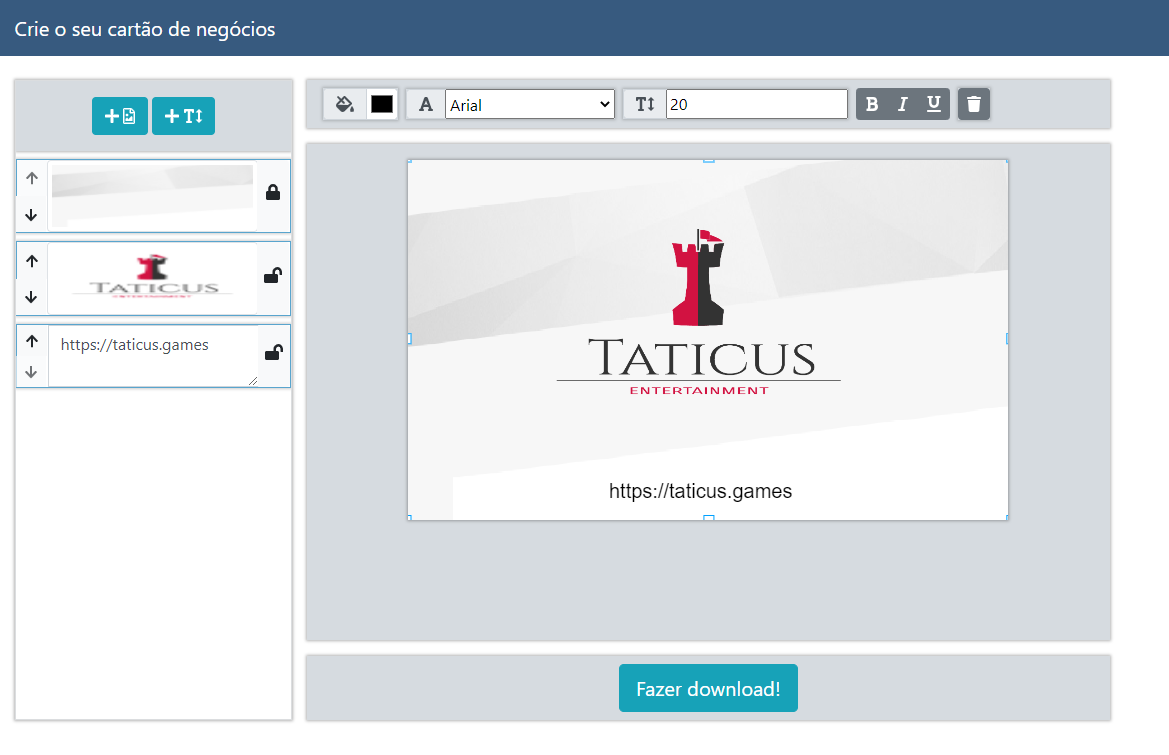 Crie o seu cartão de negócios
+ + T
A Arial T 20 B I U
TATICUS
ENTERTAINMENT
https://taticus.games
TATICUS
ENTERTAINMENT
https://taticus.games
Fazer download!